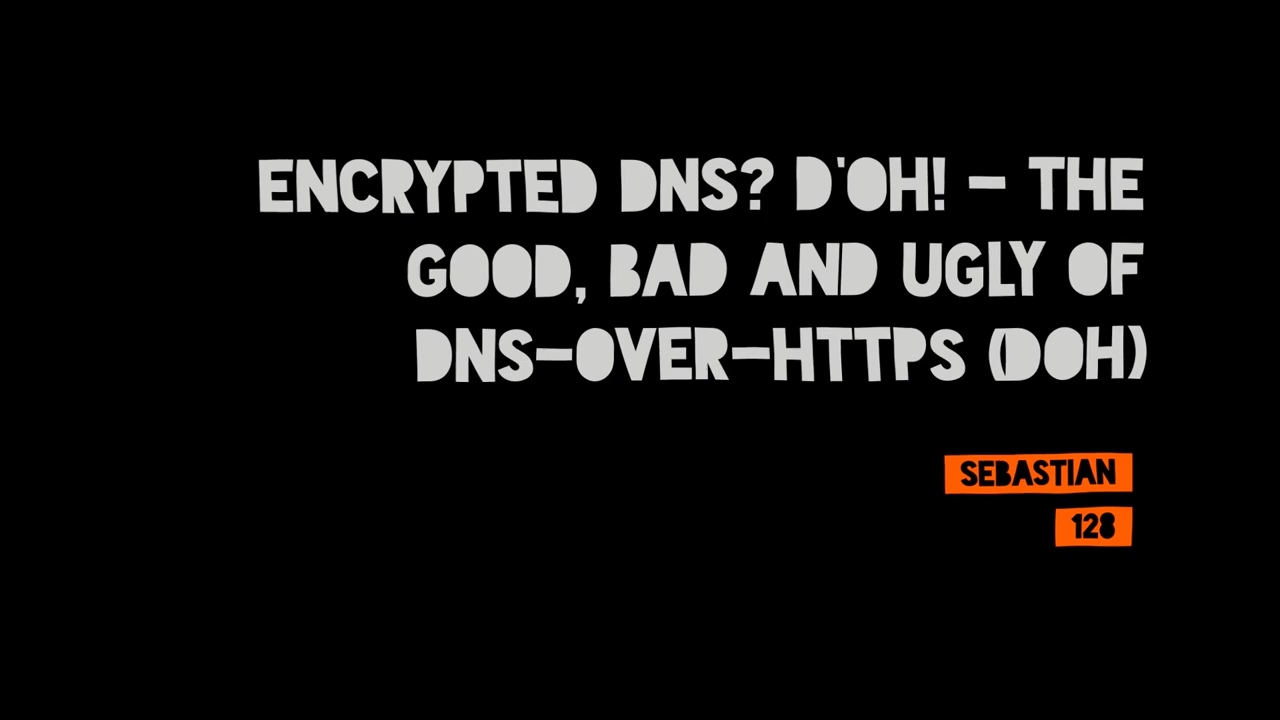 ENCRYPTED DNS? D'OH! - THE
GOOD, BAD AND UGLY OF
DNS-OVER-HTTPS (DOH)
SEBASTIAN
128